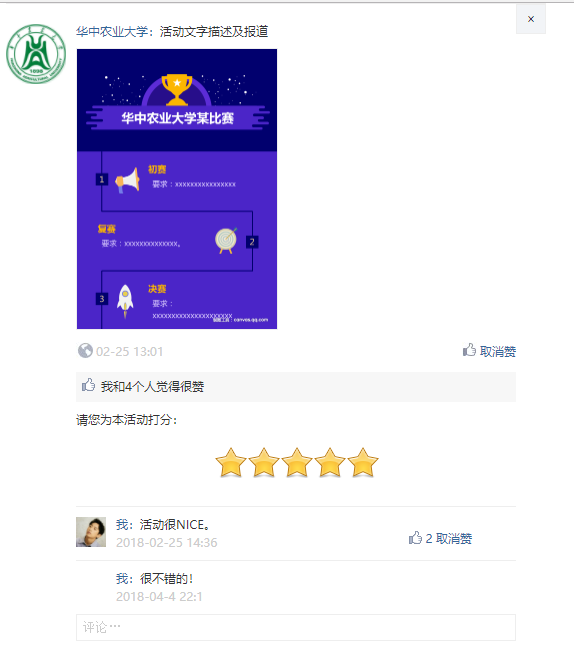 ×
华中农业大学：活动文字描述及报道
1898
华中农业大学某比赛
1
初赛
要求：xxxxxxxxxxxxxxxx
复赛
要求：xxxxxxxxxxxxxx。
2
3
决赛
要求：
xxxxxxxxxxxxxxxxxxxxx
制图工具：canvas.qq.com
02-25 13:01
取消赞
我和4个人觉得很赞
请您为本活动打分：
我：活动很NICE。
2018-02-25 14:36
2 取消赞
我：很不错的！
2018-04-4 22:1
评论…